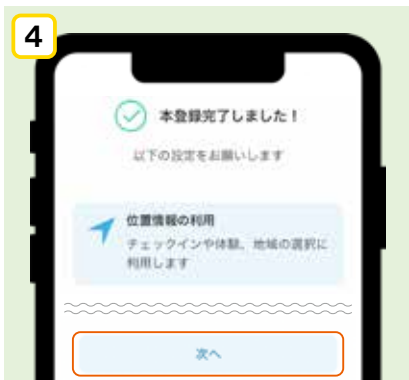 4
本登録完了しました！
以下の設定をお願いします
位置情報の利用
チェックインや体験、地域の選択に
利用します
次へ